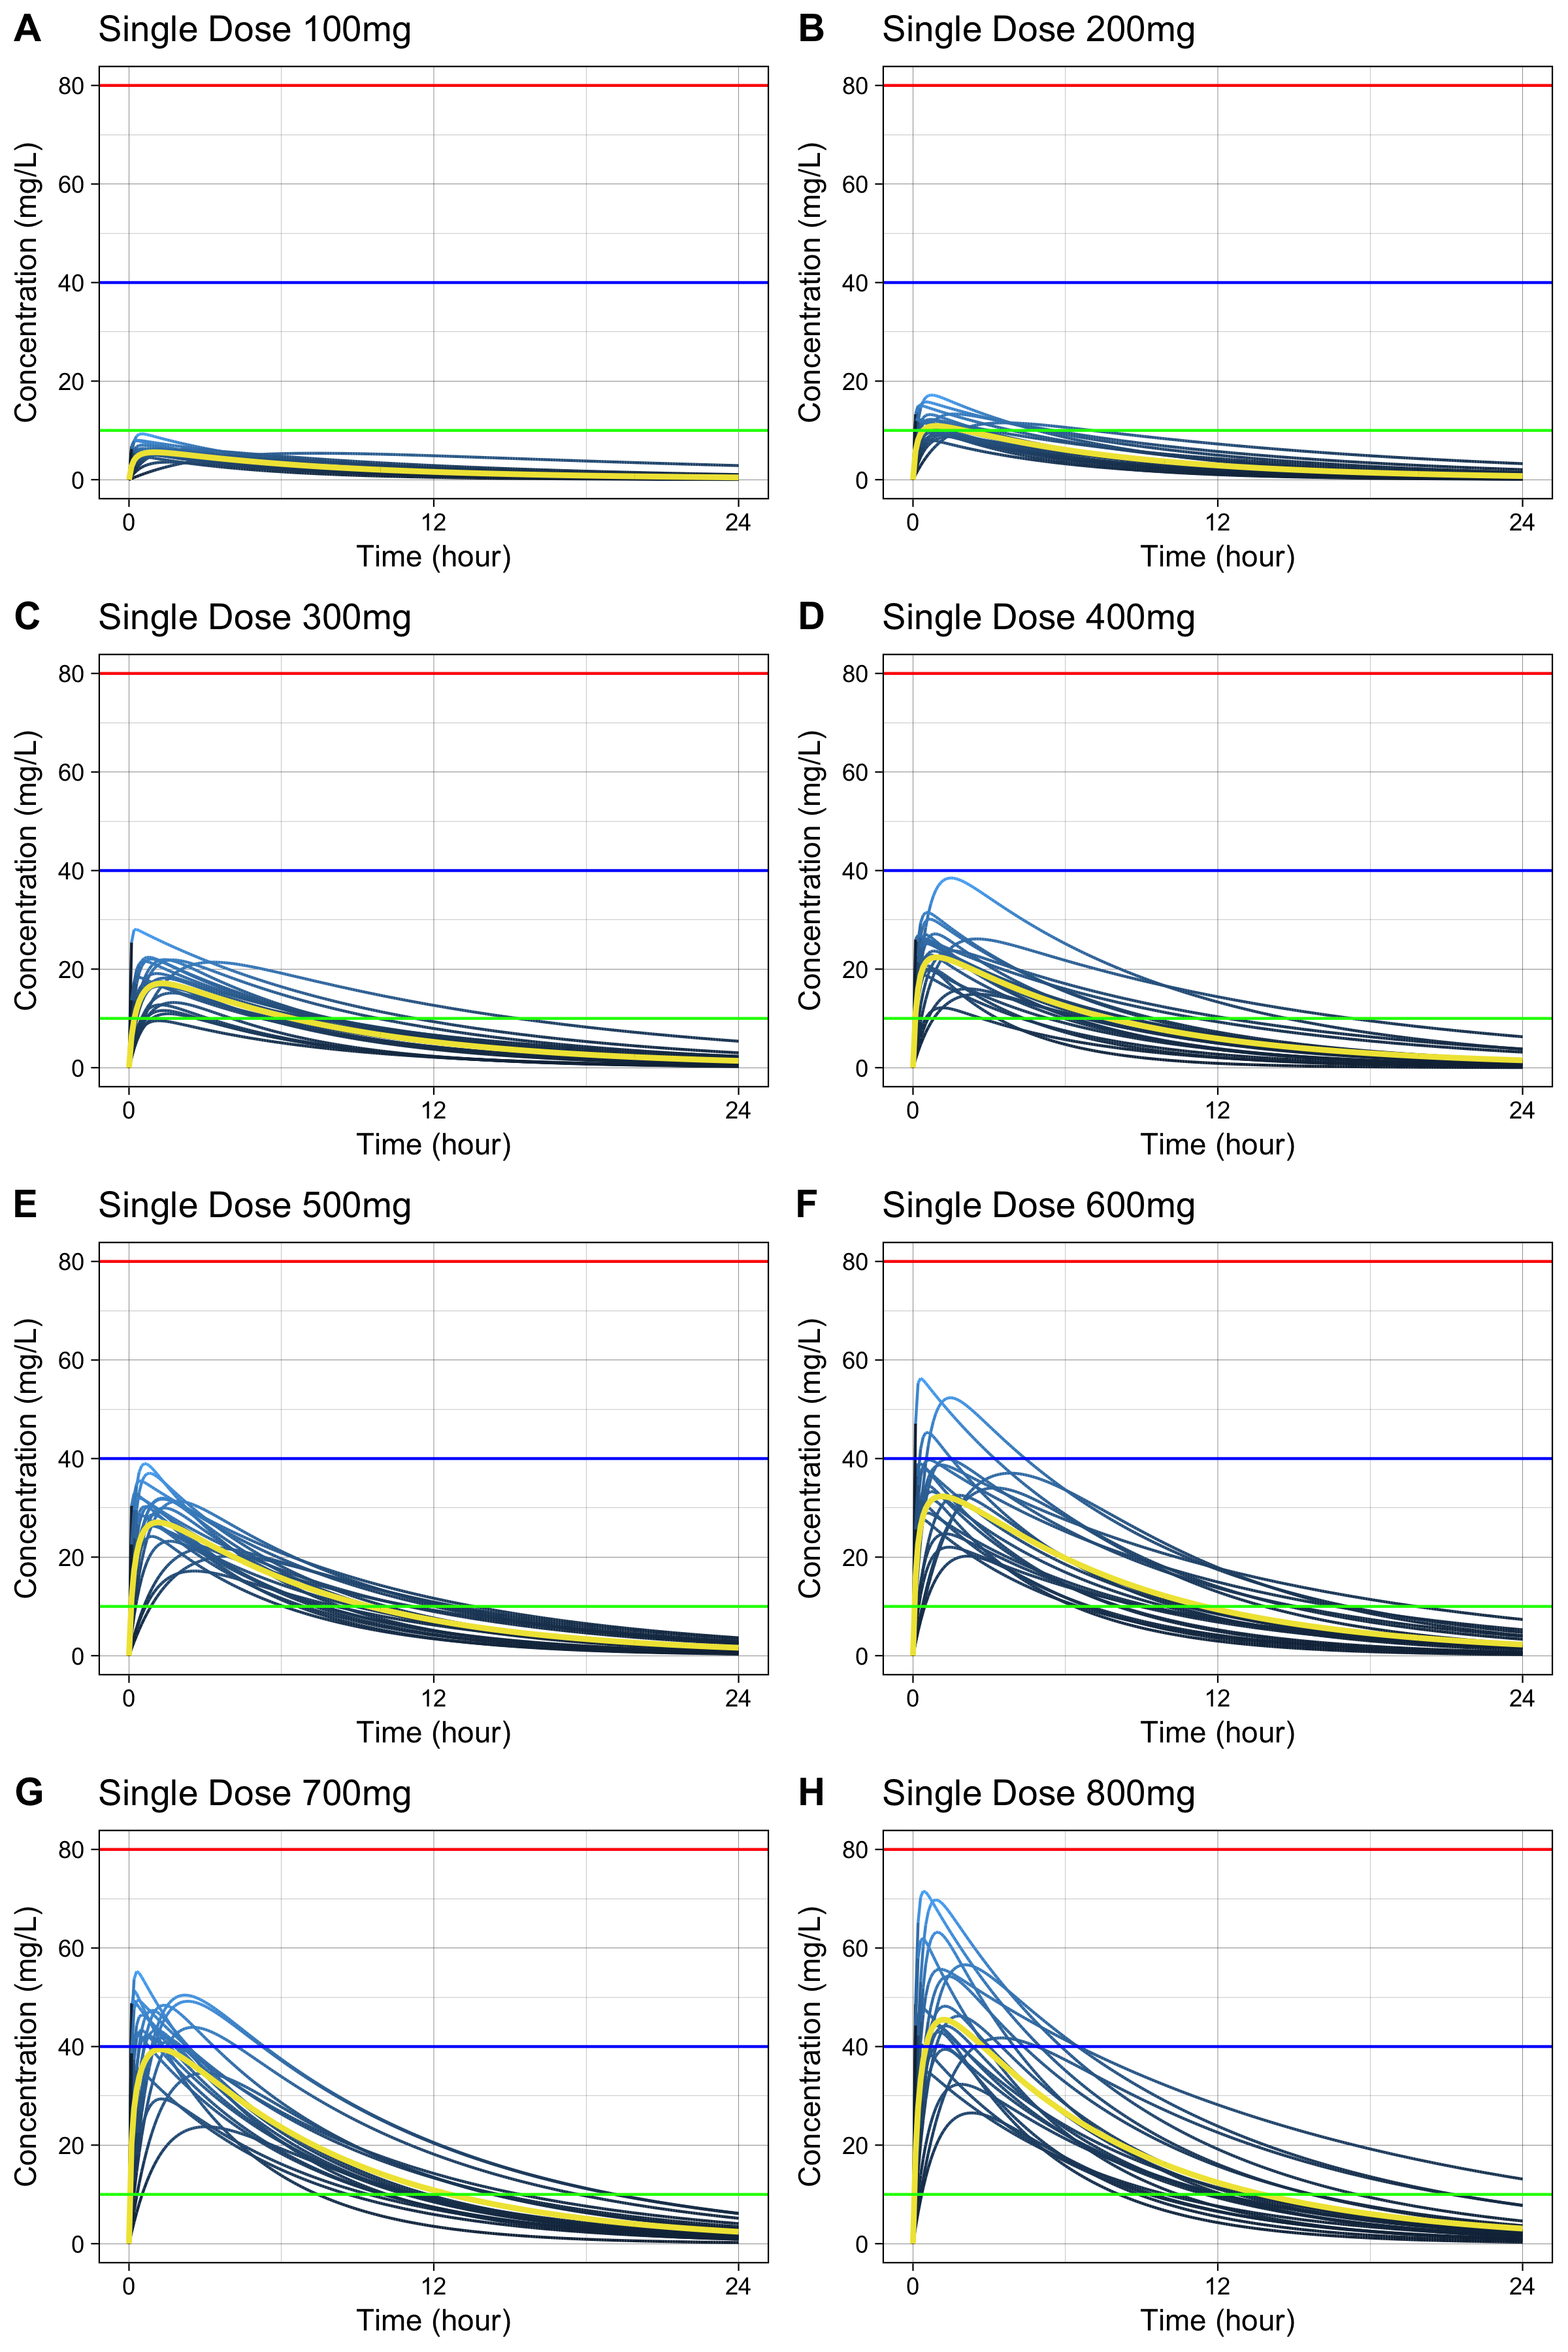 A Single Dose 100mg
B Single Dose 200mg
80
60
40
20
0
Concentration (mg/L)
0 12 24
Time (hour)
80
60
40
20
0
Concentration (mg/L)
0 12 24
Time (hour)
C Single Dose 300mg
D Single Dose 400mg
80
60
40
20
0
Concentration (mg/L)
0 12 24
Time (hour)
80
60
40
20
0
Concentration (mg/L)
0 12 24
Time (hour)
E Single Dose 500mg
F Single Dose 600mg
80
60
40
20
0
Concentration (mg/L)
0 12 24
Time (hour)
80
60
40
20
0
Concentration (mg/L)
0 12 24
Time (hour)
G Single Dose 700mg
H Single Dose 800mg
80
60
40
20
0
Concentration (mg/L)
0 12 24
Time (hour)
80
60
40
20
0
Concentration (mg/L)
0 12 24
Time (hour)